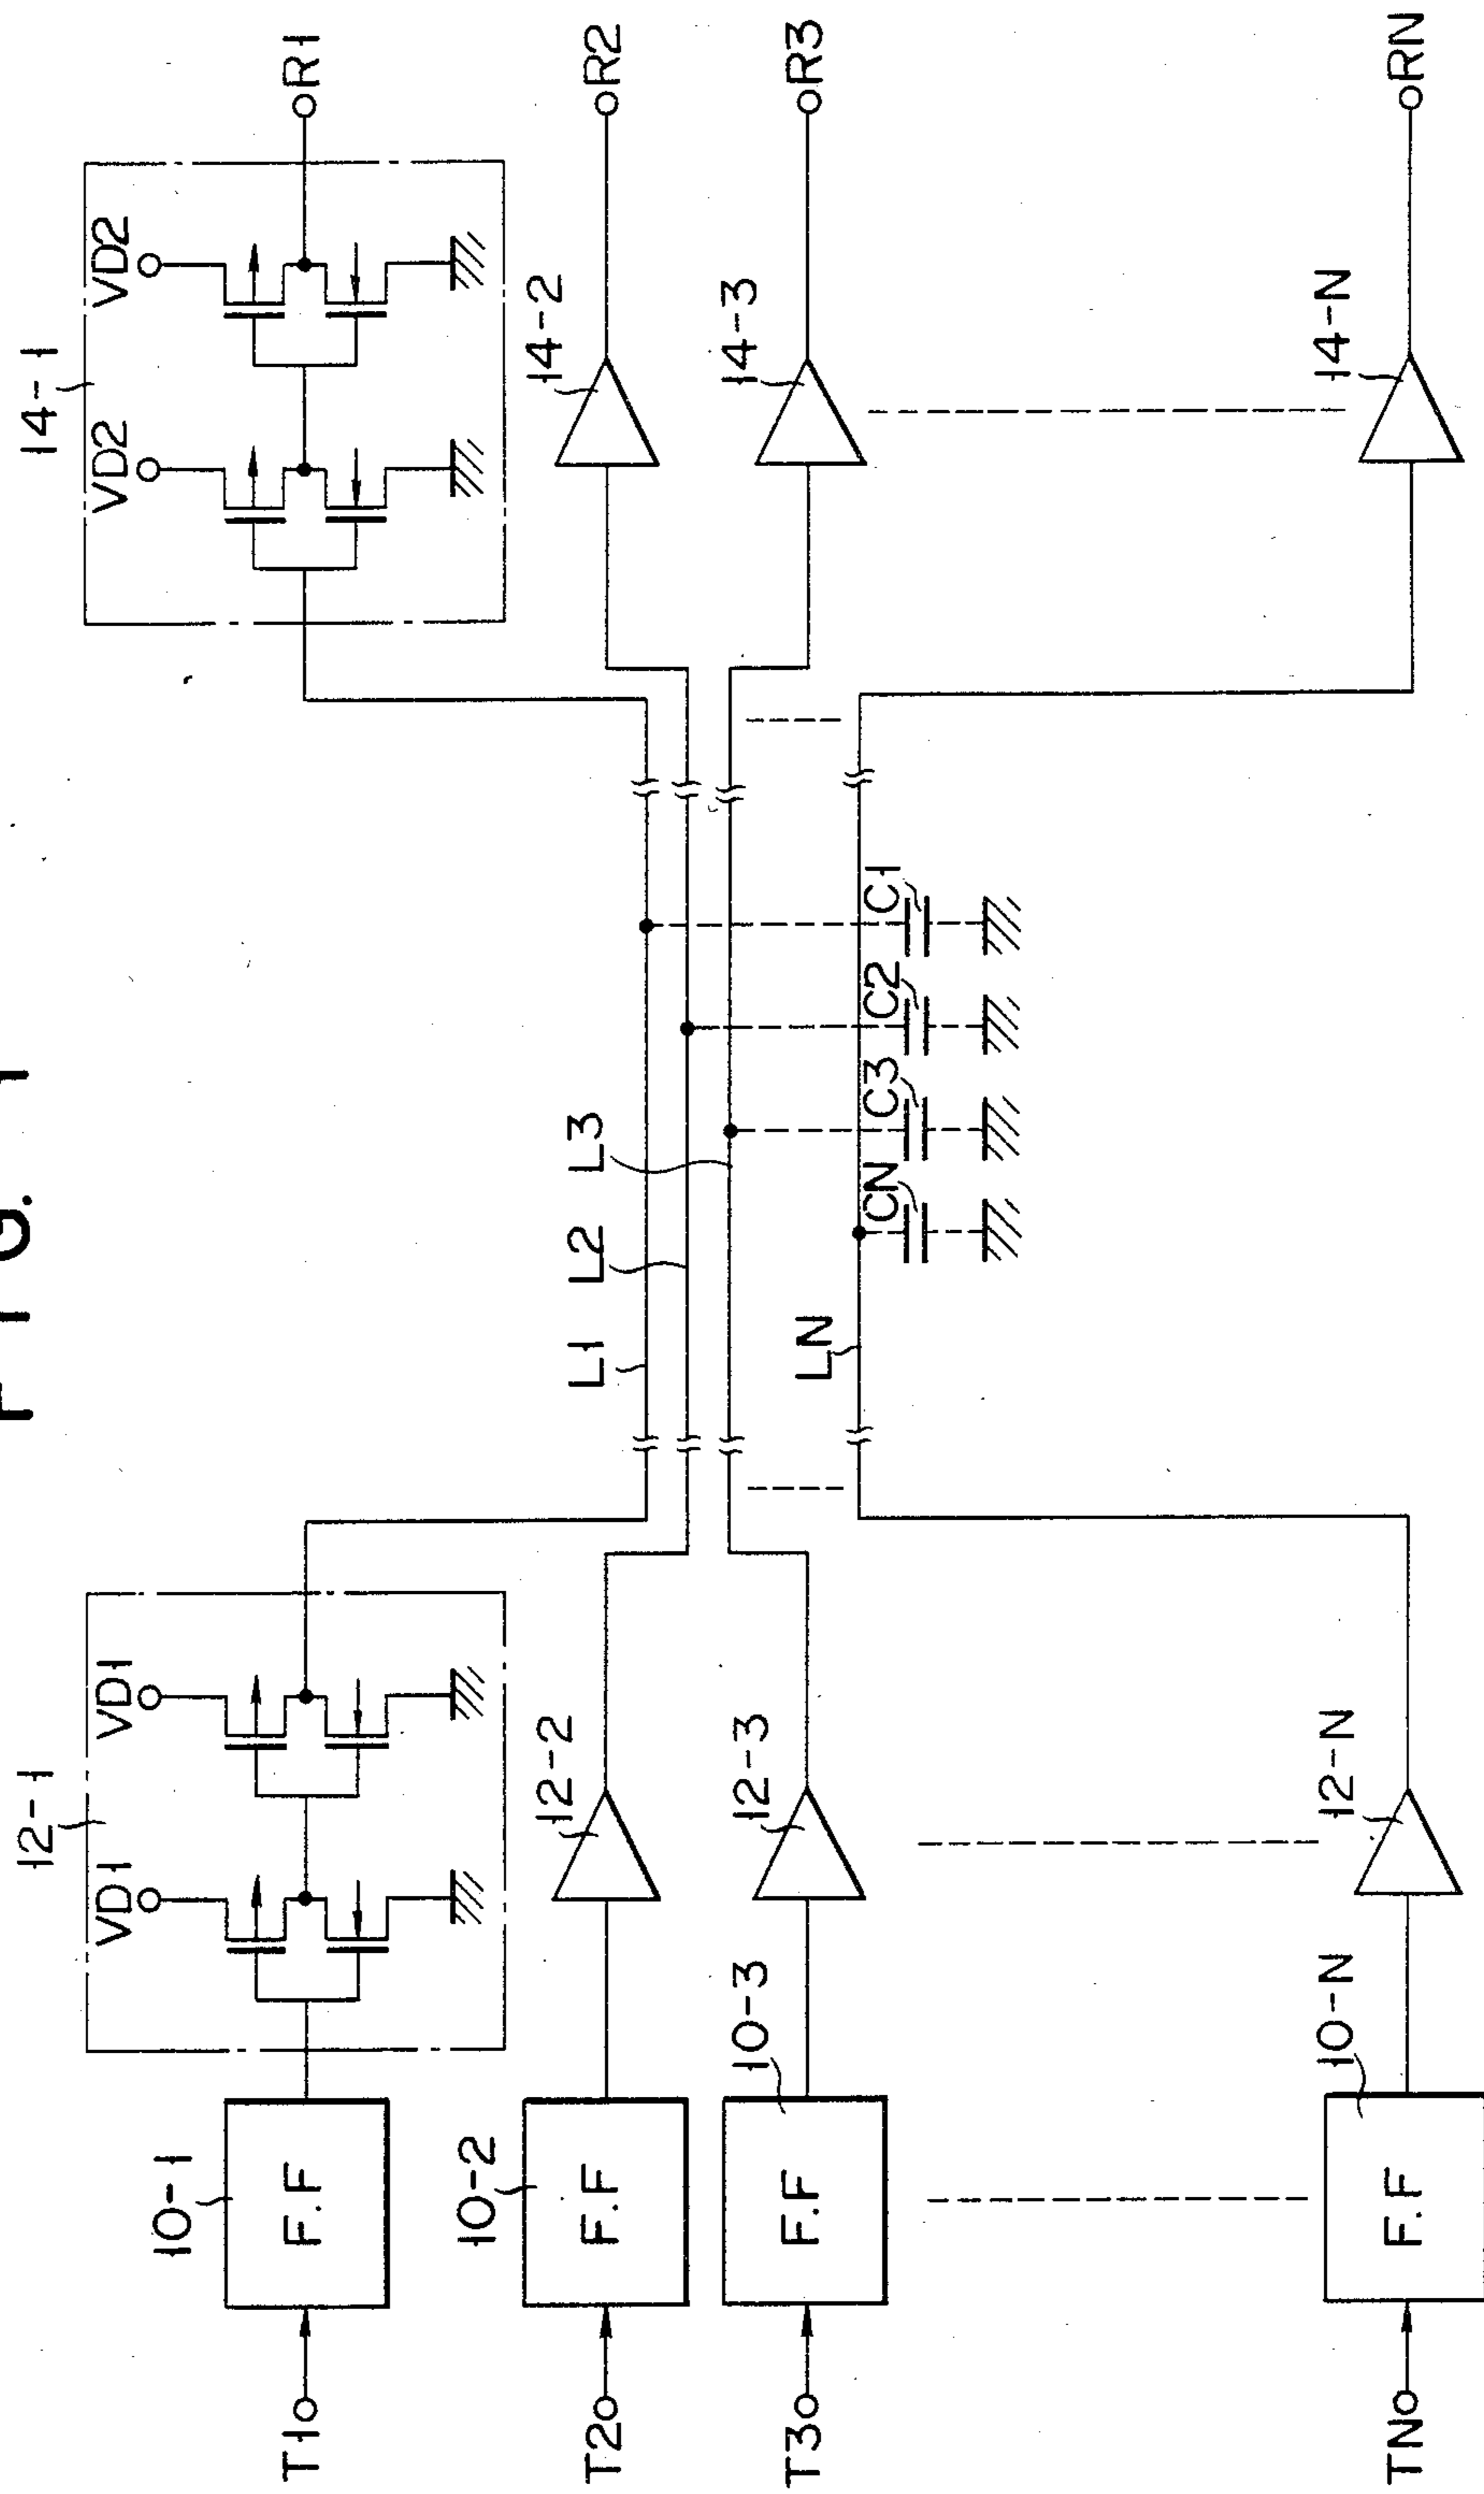 FIG. 1
12-1
14-1
VD1
VD1
VD2
VD2
10-1
T1
F.F
R1
12-2
14-2
10-2
T2
F.F
R2
L1
L2
L3
12-3
14-3
10-3
T3
F.F
R3
LN
CN
C3
C2
C1
12-N
14-N
10-N
TN
F.F
RN